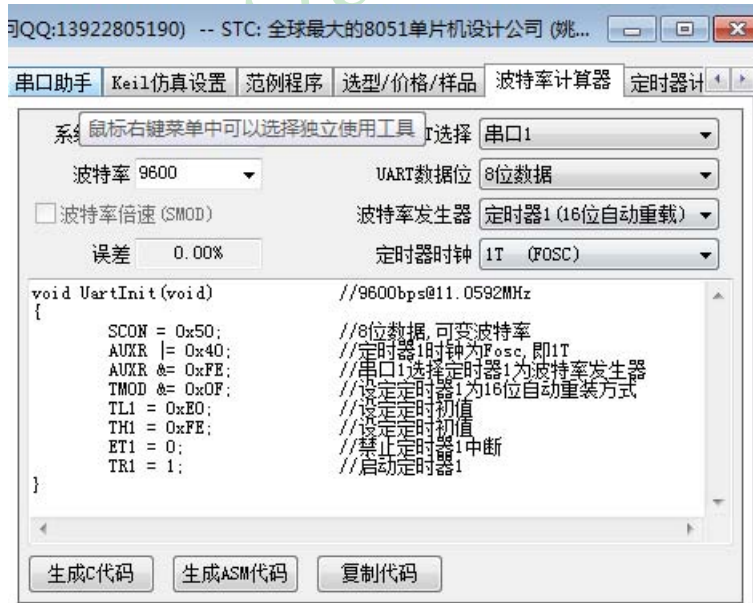 QQ:13922805190) -- STC: 全球最大的8051单片机设计公司 (姚...
串口助手 Keil仿真设置 范例程序 选型/价格/样品 波特率计算器 定时器计
鼠标右键菜单中可以选择独立使用工具 选择 串口1
波特率 9600 UART数据位 8位数据
波特率倍速(SMOD) 波特率发生器 定时器1(16位自动重载)
误差 0.00% 定时器时钟 1T (FOSC)
void UartInit(void) //9600bps@11.0592MHz
{
SCON = 0x50; //8位数据,可变波特率
AUXR |= 0x40; //定时器1时钟为Fosc,即1T
AUXR &= 0xFE; //串口1选择定时器1为波特率发生器
TMOD &= 0x0F; //设定定时器1为16位自动重装方式
TL1 = 0xE0; //设定定时初值
TH1 = 0xFE; //设定定时初值
ET1 = 0; //禁止定时器1中断
TR1 = 1; //启动定时器1
}
生成C代码 生成ASM代码 复制代码